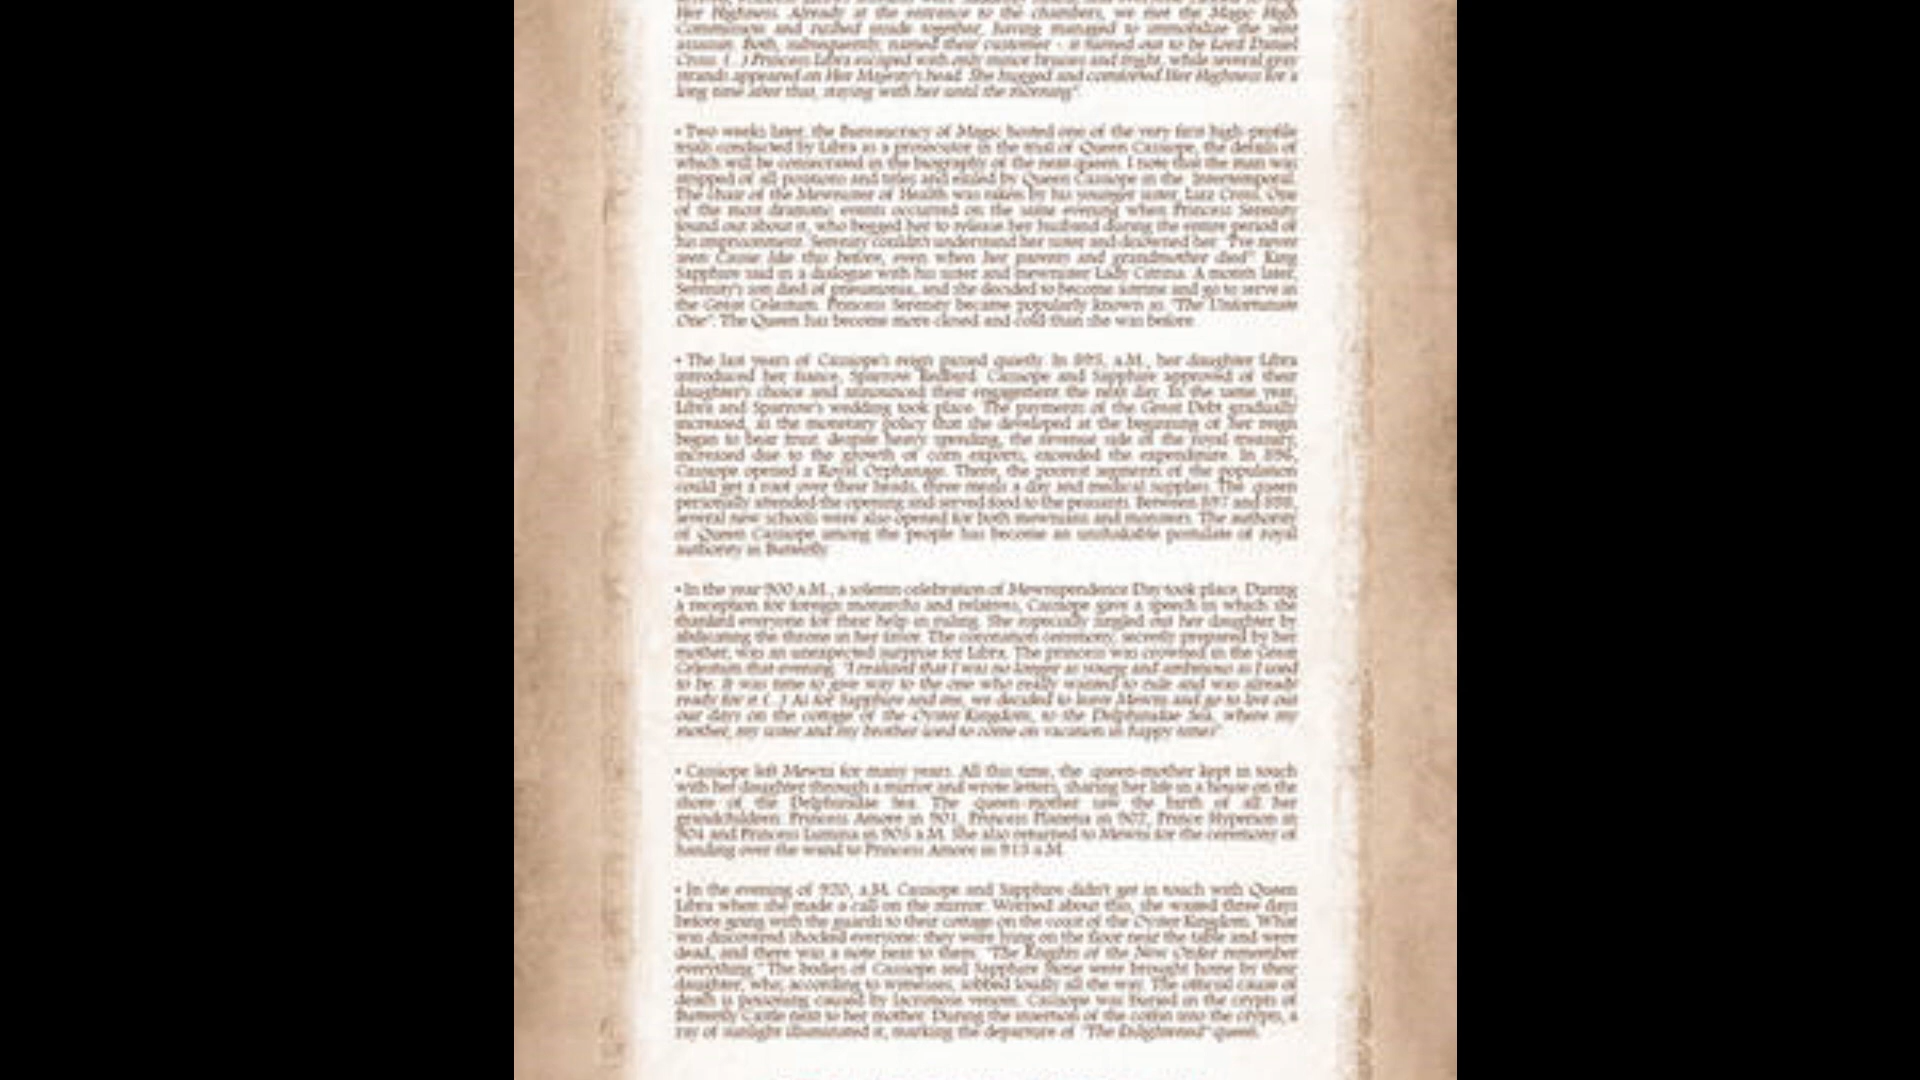 Her Highness. Already at the entrance to the chambers, we met the Magic High
Commission and rushed inside together, having managed to immobilize the sent
assassin. Both, subsequently, named their customer - it turned out to be Lord Daniel
Cross. (...) Princess Libra escaped with only minor bruises and fright, while several gray
strands appeared on Her Majesty's head. She hugged and comforted Her Highness for a
long time after that, staying with her until the morning".
• Two weeks later, the Bureaucracy of Magic hosted one of the very first high-profile
trials conducted by Libra as a prosecutor in the trial of Queen Cassiope, the details of
which will be consecrated in the biography of the next queen. I note that the man was
stripped of all positions and titles and exiled by Queen Cassiope in the Intertemporal.
The chair of the Mewnister of Health was taken by his younger sister, Cross. One
of the most dramatic events occurred on the same evening when Princess Serenity
found out about it, who begged her to release her husband during the entire period of
his imprisonment. Serenity couldn't understand her sister and disowned her. "I've never
seen Cassie like this before, even when her parents and grandmother died". King
Sapphire said in a dialogue with his sister and mewnister Lady Citrina. A month later,
Serenity's son died of pneumonia, and she decided to become and go to serve in
the Great Celestium. Princess Serenity became popularly known as "The Unfortunate
One". The Queen has become more closed and cold than she was before.
• The last years of Cassiope's reign passed quietly. In 895, a.M., her daughter Libra
introduced her fiance, Sparrow Redbird. Cassiope and Sapphire approved of their
daughter's choice and announced their engagement the next day. In the same year,
Libra and Sparrow's wedding took place. The payments of the Great Debt gradually
increased, as the monetary policy that she developed at the beginning of her reign
began to bear fruit: despite heavy spending, the revenue side of the royal treasury,
increased due to the growth of corn exports, exceeded the expenditure. In 896,
Cassiope opened a Royal Orphanage. There, the poorest segments of the population
could get a roof over their heads, three meals a day and medical supplies. The queen
personally attended the opening and served food to the peasants. Between 897 and 898,
several new schools were also opened for both mewmans and monsters. The authority
of Queen Cassiope among the people has become an unshakable postulate of royal
authority in Butterfly.
• In the year 900 a.M., a solemn celebration of Mewnependence Day took place. During
a reception for foreign monarchs and relatives, Cassiope gave a speech in which she
thanked everyone for their help in ruling. She especially singled out her daughter by
abdicating the throne in her favor. The coronation ceremony, secretly prepared by her
mother, was an unexpected surprise for Libra. The princess was crowned in the Great
Celestium that evening. "I realized that I was no longer as young and ambitious as I used
to be. It was time to give way to the one who really wanted to rule and was already
ready for it (...) As for Sapphire and me, we decided to leave Mewni and go to live out
our days on the cottage of the Oyster Kingdom, to the Delphinidae Sea, where my
mother, my sister and my brother used to come on vacation in happy times".
• Cassiope left Mewni for many years. All this time, the queen-mother kept in touch
with her daughter through a mirror and wrote letters, sharing her life in a house on the
shore of the Delphinidae Sea. The queen-mother saw the birth of all her
grandchildren: Princess Amore in 901, Princess Planetia in 902, Prince Hyperion in
904 and Princess Lumina in 905 a.M. She also returned to Mewni for the ceremony of
handing over the wand to Princess Amore in 915 a.M.
• In the evening of 920, a.M. Cassiope and Sapphire didn't get in touch with Queen
Libra when she made a call on the mirror. Worried about this, she waited three days
before going with the guards to their cottage on the coast of the Oyster Kingdom. What
was discovered shocked everyone: they were lying on the floor near the table and were
dead, and there was a note next to them: "The Knights of the New Order remember
everything." The bodies of Cassiope and Sapphire were brought home by their
daughter, who, according to witnesses, sobbed loudly all the way. The official cause of
death is poisoning caused by venom. Cassiope was buried in the crypts of
Butterfly Castle next to her mother. During the insertion of the coffin into the crypts, a
ray of sunlight illuminated it, marking the departure of "The Enlightened" queen."